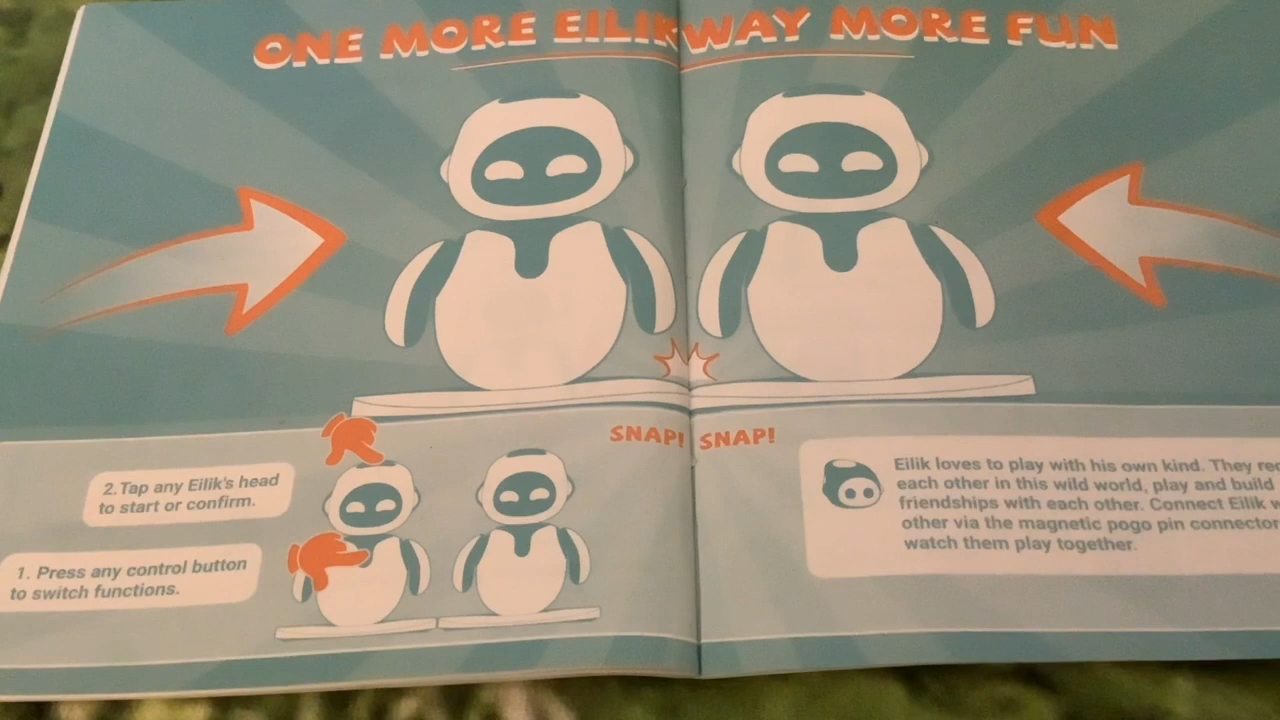 ONE MORE EILIK WAY MORE FUN
SNAP! SNAP!
2. Tap any Eilik's head
to start or confirm.
1. Press any control button
to switch functions.
Eilik loves to play with his own kind. They
each other in this wild world, play and build
friendships with each other. Connect Eilik
other via the magnetic pogo pin connector
watch them play together.